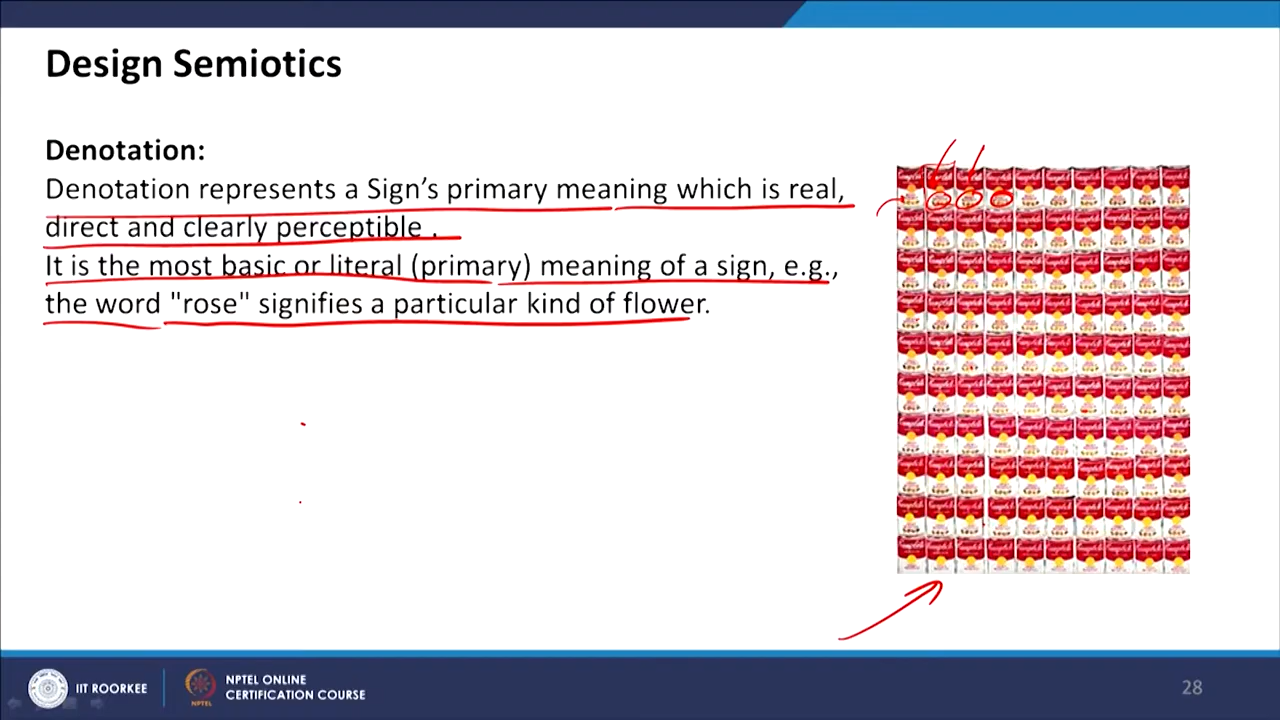 Design Semiotics
Denotation:
Denotation represents a Sign's primary meaning which is real,
direct and clearly perceptible .
It is the most basic or literal (primary) meaning of a sign, e.g.,
the word "rose" signifies a particular kind of flower.
IIT ROORKEE
NPTEL
NPTEL ONLINE
CERTIFICATION COURSE
28